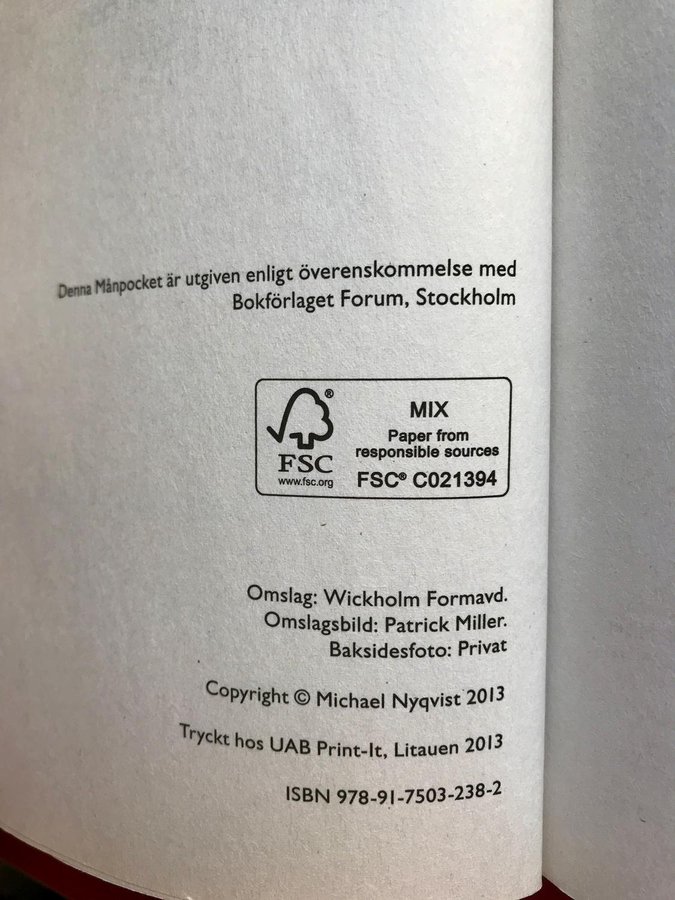 Denna Månpocket är utgiven enligt överenskommelse med
Bokförlaget Forum, Stockholm
FSC
www.fsc.org
®
MIX
Paper from
responsible sources
FSC® C021394
Omslag: Wickholm Formavd.
Omslagsbild: Patrick Miller.
Baksidesfoto: Privat
Copyright © Michael Nyqvist 2013
Tryckt hos UAB Print-It, Litauen 2013
ISBN 978-91-7503-238-2